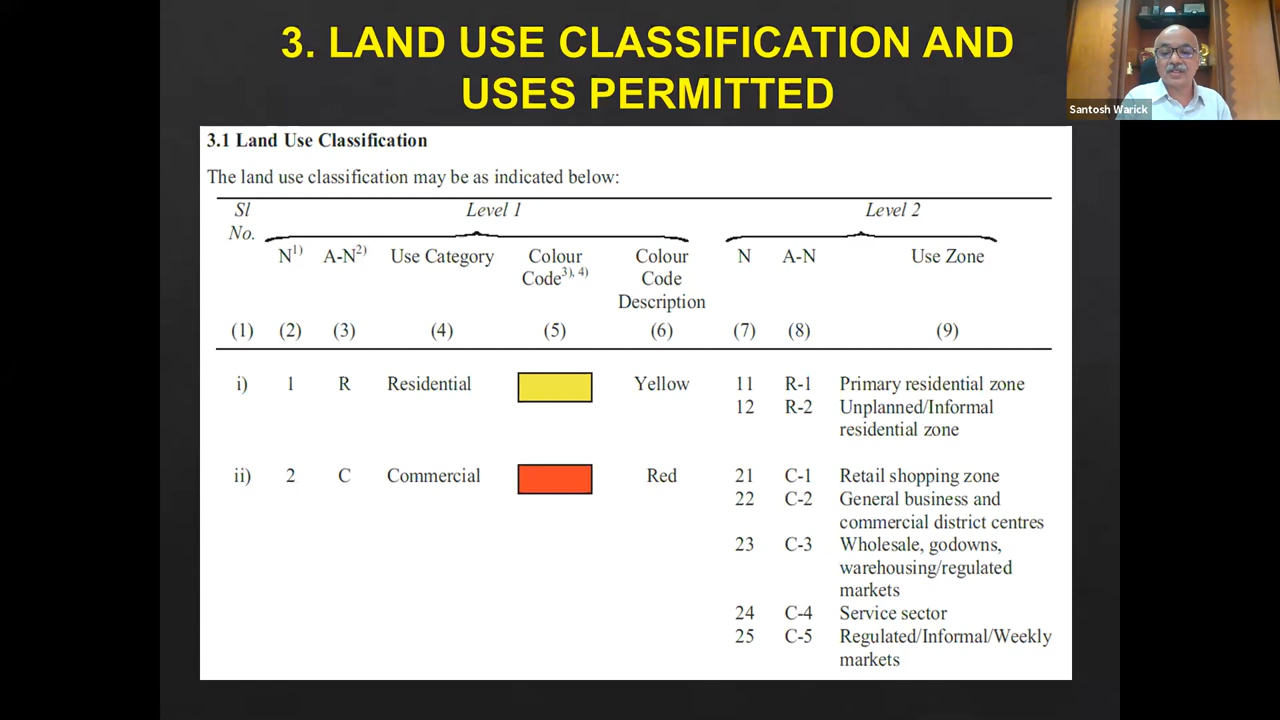 3. LAND USE CLASSIFICATION AND
USES PERMITTED
Santosh Warick
3.1 Land Use Classification
The land use classification may be as indicated below:
Sl No. Level 1 Level 2
N1) A-N2) Use Category Colour Code3), 4) Colour Code Description N A-N Use Zone
(1) (2) (3) (4) (5) (6) (7) (8) (9)
i) 1 R Residential Yellow 11 R-1 Primary residential zone
12 R-2 Unplanned/Informal
residential zone
ii) 2 C Commercial Red 21 C-1 Retail shopping zone
22 C-2 General business and
commercial district centres
23 C-3 Wholesale, godowns,
warehousing/regulated
markets
24 C-4 Service sector
25 C-5 Regulated/Informal/Weekly
markets